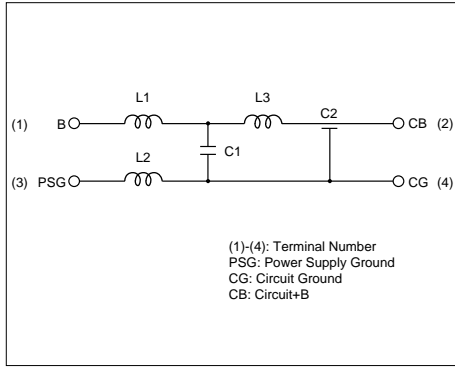 L1 L3 C2
(1) B CB (2)
C1
L2
(3) PSG CG (4)
(1)-(4): Terminal Number
PSG: Power Supply Ground
CG: Circuit Ground
CB: Circuit+B